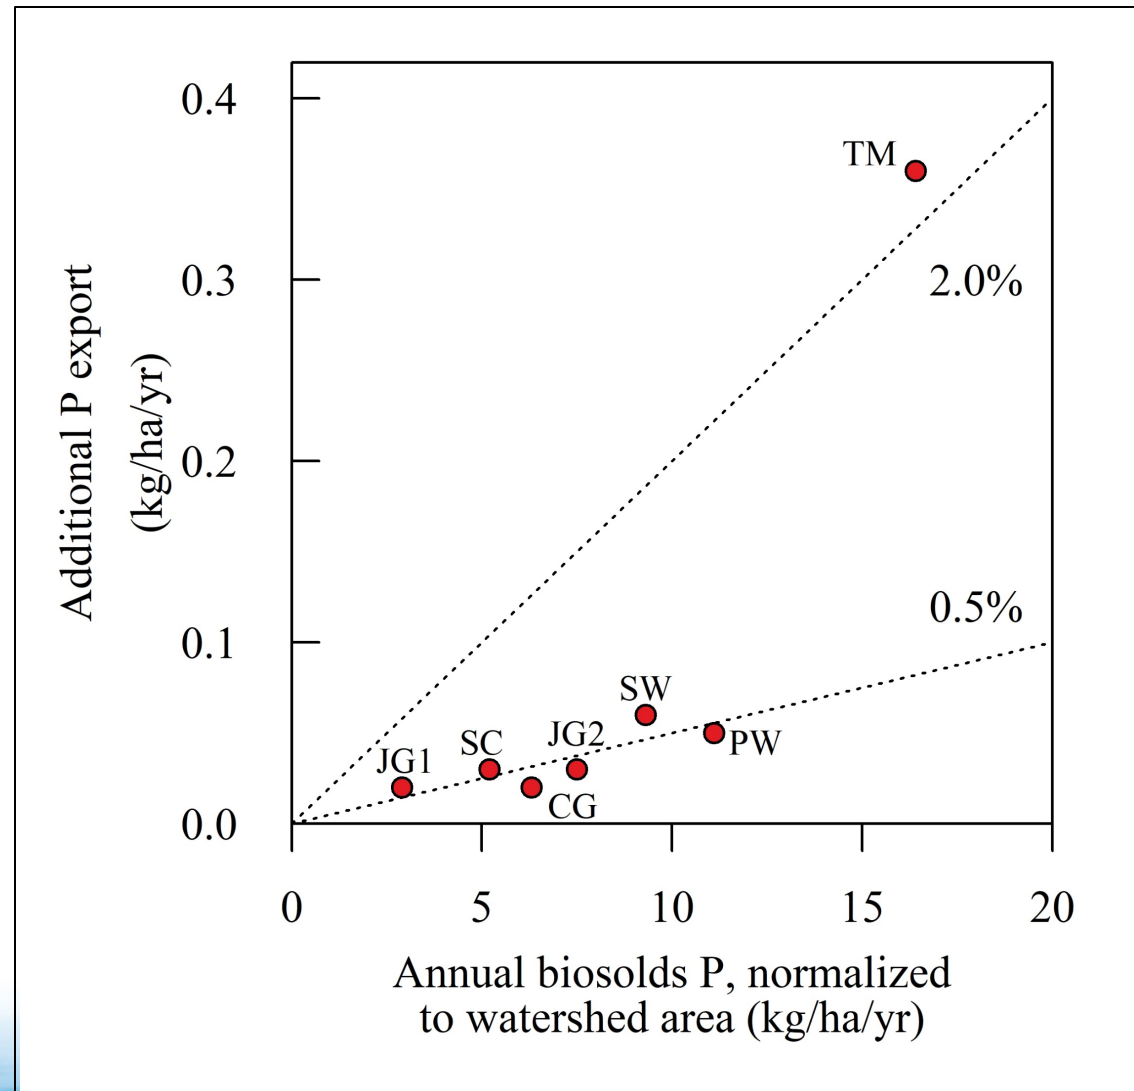 Additional P export
(kg/ha/yr)
0.4
0.3
0.2
0.1
0.0
TM
2.0%
0.5%
SW
PW
JG2
SC
JG1
CG
0
5
10
15
20
Annual biosolds P, normalized
to watershed area (kg/ha/yr)